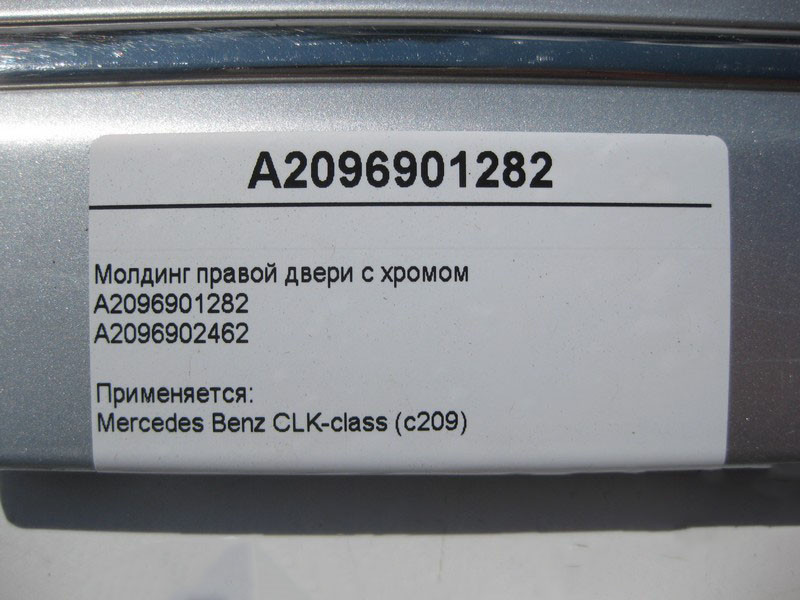 A2096901282
Молдинг правой двери с хромом
A2096901282
A2096902462
Применяется:
Mercedes Benz CLK-class (c209)